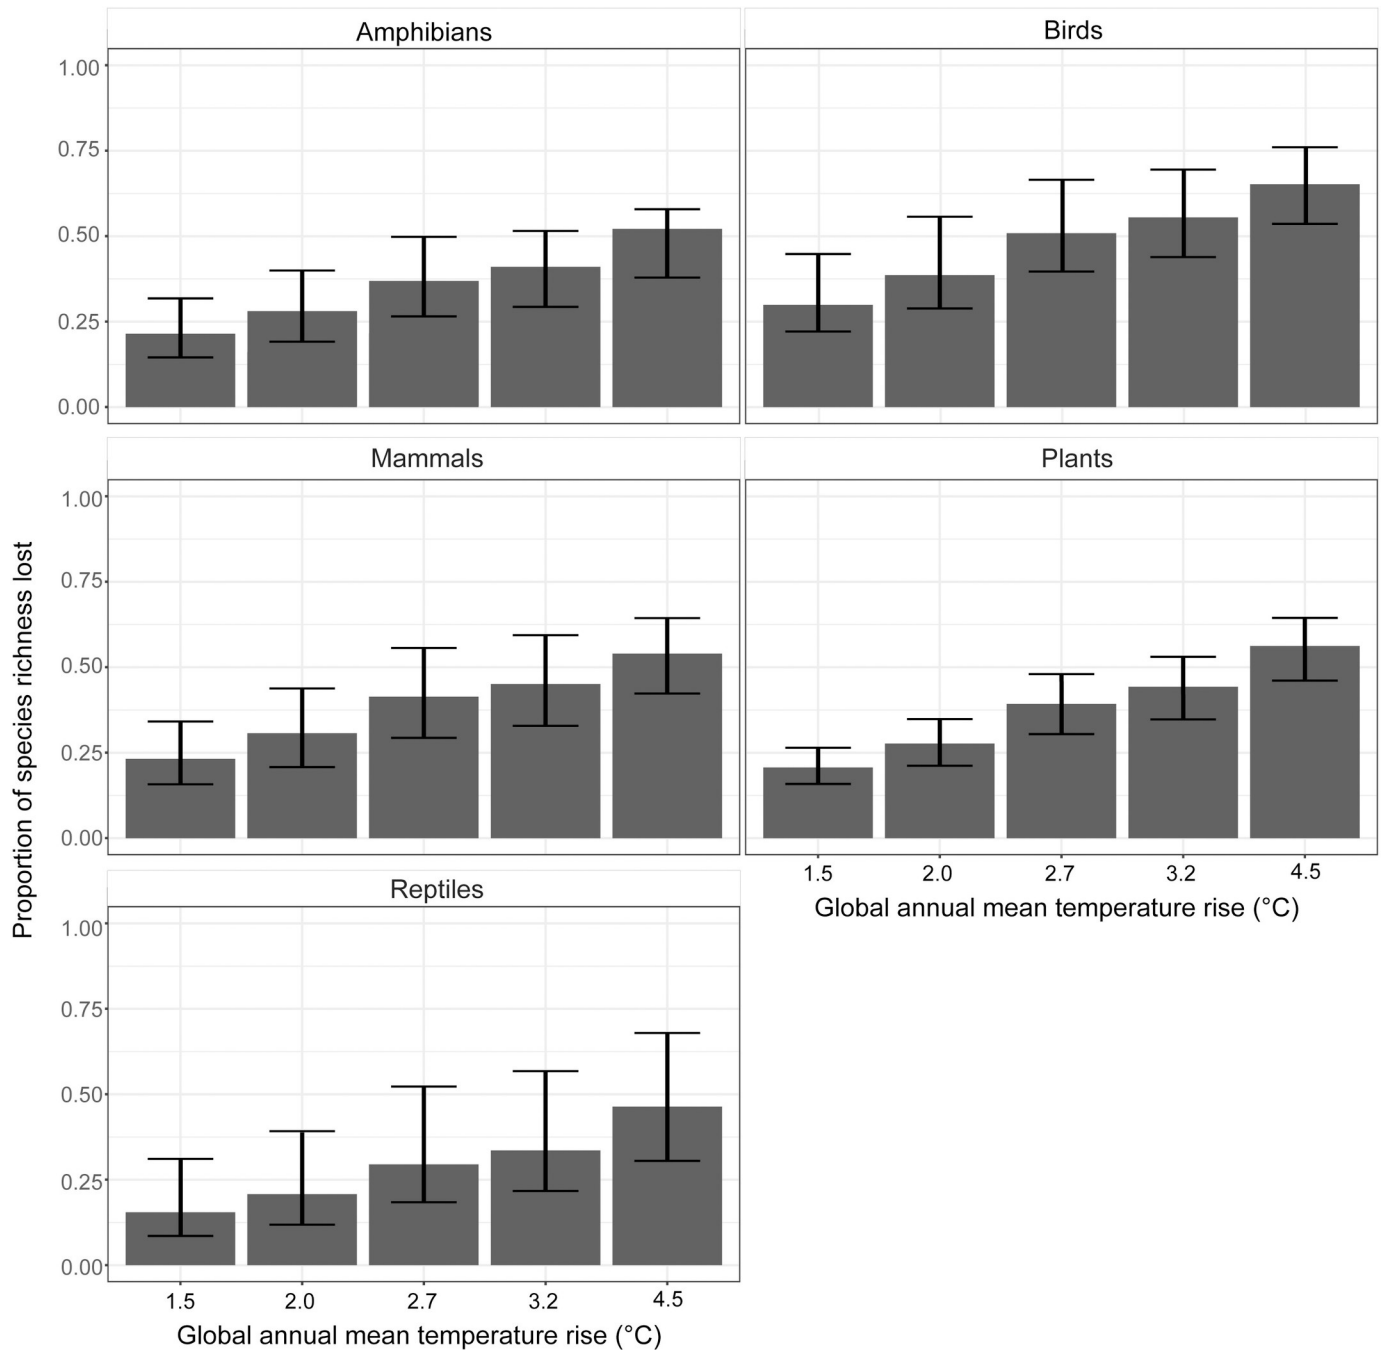 Amphibians
Birds
1.00
0.75
0.50
0.25
0.00
Mammals
Plants
1.00
0.75
0.50
0.25
0.00
1.5 2.0 2.7 3.2 4.5
Global annual mean temperature rise (°C)
Proportion of species richness lost
Reptiles
1.00
0.75
0.50
0.25
0.00
1.5 2.0 2.7 3.2 4.5
Global annual mean temperature rise (°C)